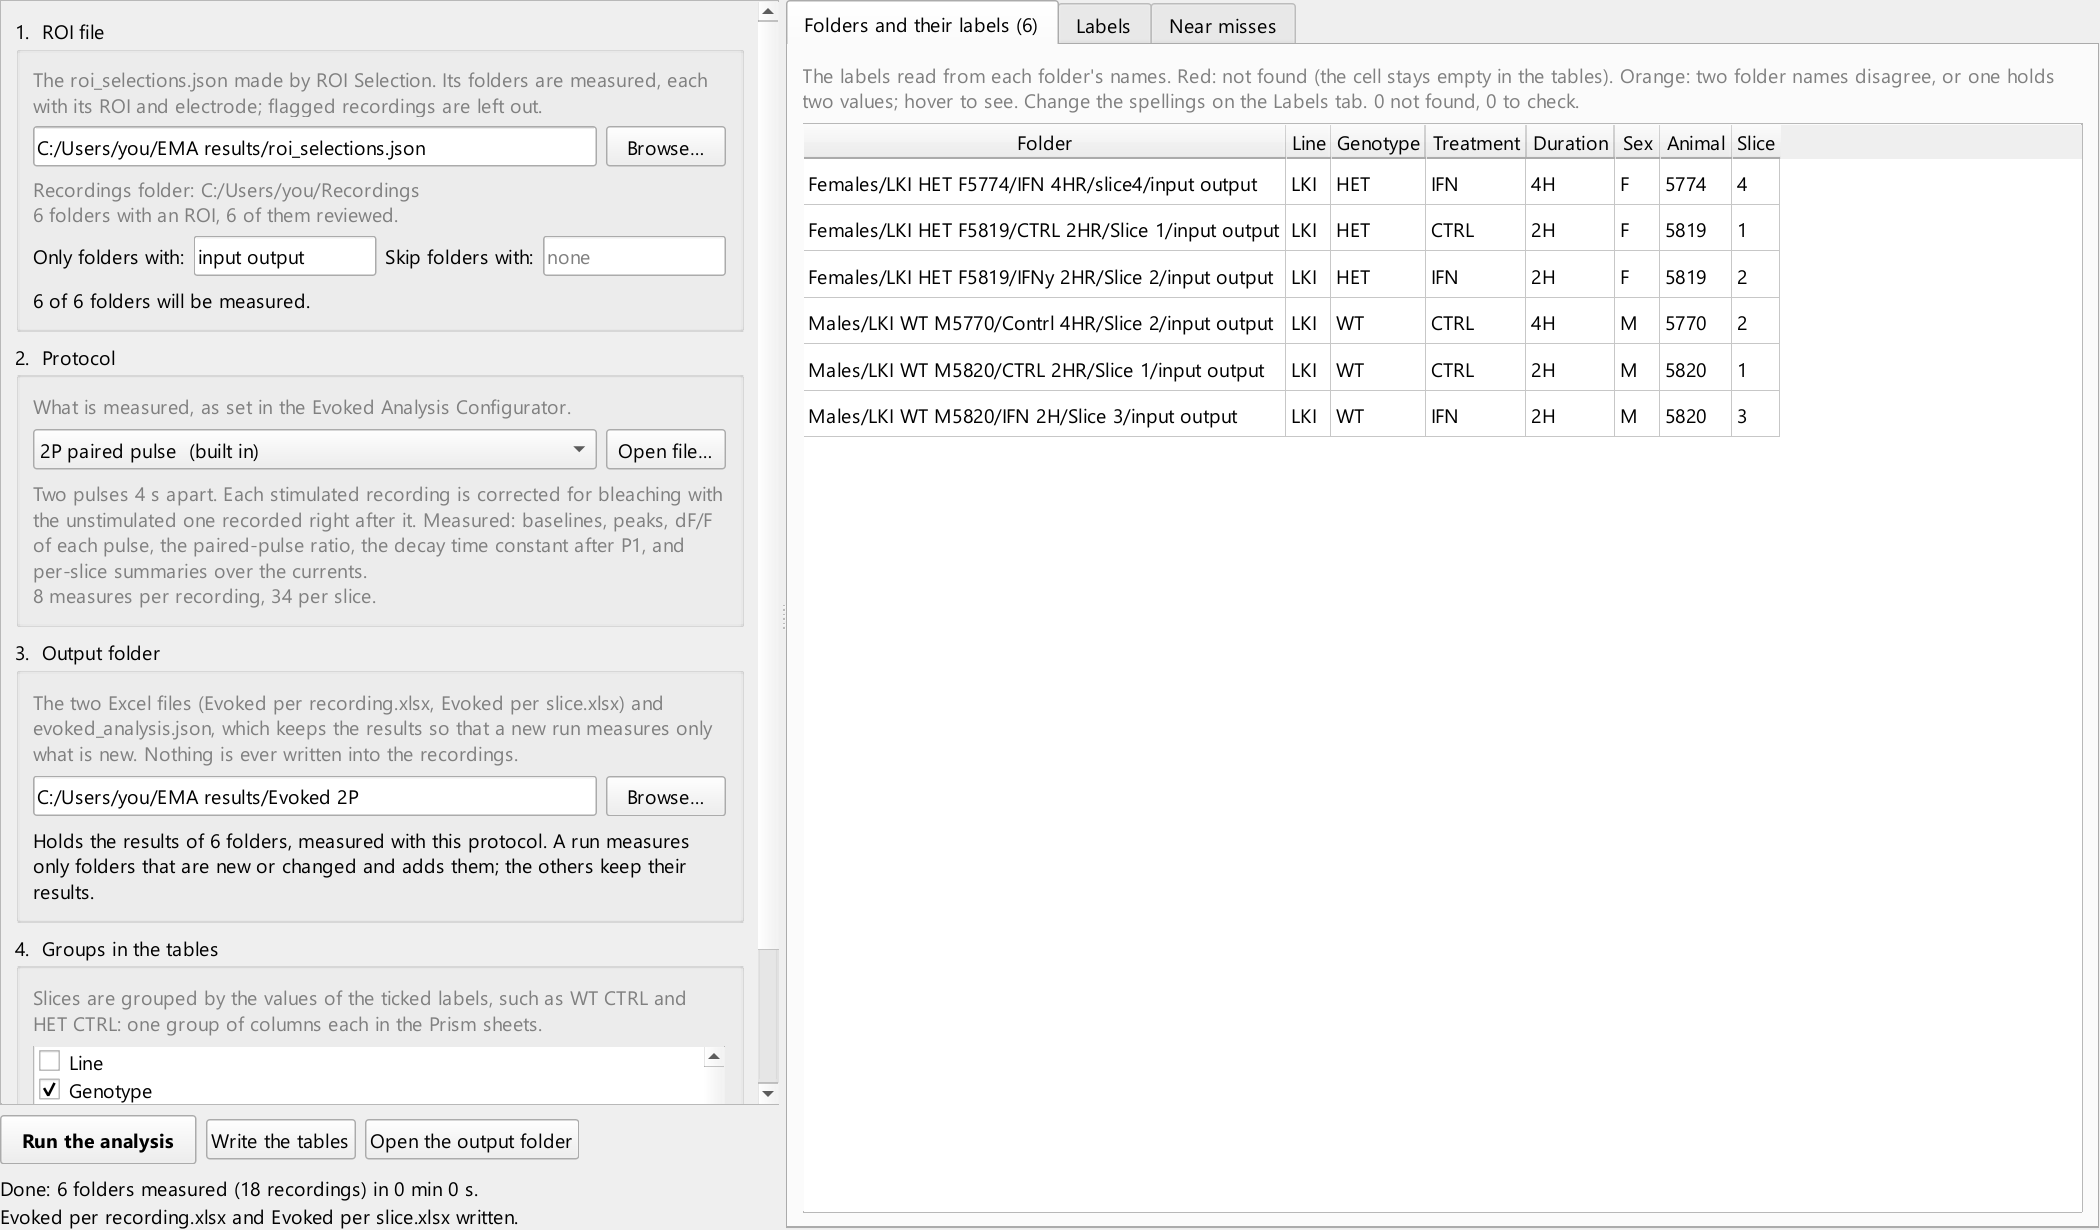 1. ROI file
The roi_selections.json made by ROI Selection. Its folders are measured, each
with its ROI and electrode; flagged recordings are left out.
C:/Users/you/EMA results/roi_selections.json
Browse...
Recordings folder: C:/Users/you/Recordings
6 folders with an ROI, 6 of them reviewed.
Only folders with: input output Skip folders with: none
6 of 6 folders will be measured.
2. Protocol
What is measured, as set in the Evoked Analysis Configurator.
2P paired pulse (built in)
Open file...
Two pulses 4 s apart. Each stimulated recording is corrected for bleaching with
the unstimulated one recorded right after it. Measured: baselines, peaks, dF/F
of each pulse, the paired-pulse ratio, the decay time constant after P1, and
per-slice summaries over the currents.
8 measures per recording, 34 per slice.
3. Output folder
The two Excel files (Evoked per recording.xlsx, Evoked per slice.xlsx) and
evoked_analysis.json, which keeps the results so that a new run measures only
what is new. Nothing is ever written into the recordings.
C:/Users/you/EMA results/Evoked 2P
Browse...
Holds the results of 6 folders, measured with this protocol. A run measures
only folders that are new or changed and adds them; the others keep their
results.
4. Groups in the tables
Slices are grouped by the values of the ticked labels, such as WT CTRL and
HET CTRL: one group of columns each in the Prism sheets.
Line
Genotype
Run the analysis Write the tables Open the output folder
Done: 6 folders measured (18 recordings) in 0 min 0 s.
Evoked per recording.xlsx and Evoked per slice.xlsx written.
Folders and their labels (6) Labels Near misses
The labels read from each folder's names. Red: not found (the cell stays empty in the tables). Orange: two folder names disagree, or one holds
two values; hover to see. Change the spellings on the Labels tab. 0 not found, 0 to check.
Folder Line Genotype Treatment Duration Sex Animal Slice
Females/LKI HET F5774/IFN 4HR/slice4/input output LKI HET IFN 4H F 5774 4
Females/LKI HET F5819/CTRL 2HR/Slice 1/input output LKI HET CTRL 2H F 5819 1
Females/LKI HET F5819/IFNy 2HR/Slice 2/input output LKI HET IFN 2H F 5819 2
Males/LKI WT M5770/Contrl 4HR/Slice 2/input output LKI WT CTRL 4H M 5770 2
Males/LKI WT M5820/CTRL 2HR/Slice 1/input output LKI WT CTRL 2H M 5820 1
Males/LKI WT M5820/IFN 2H/Slice 3/input output LKI WT IFN 2H M 5820 3